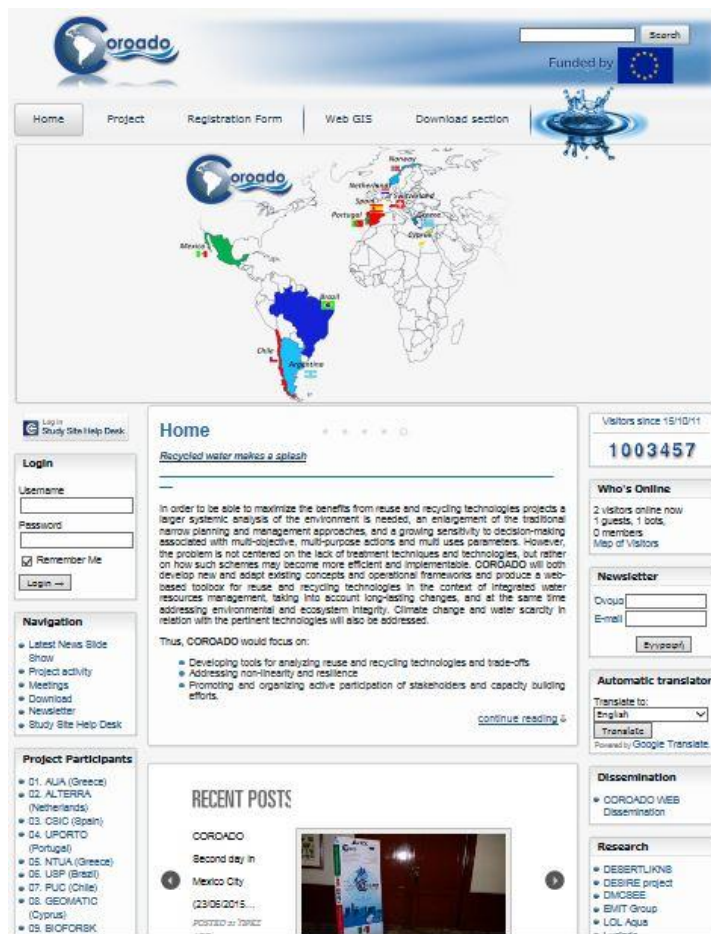 Coroado
Search
Funded by
Home
Project
Registration Form
Web GIS
Download section
Coroado
Norway
Netherland
Switzerland
Spain
Portugal
Greece
Cyprus
Mexico
Brazil
Chile
Argentina
Log in
Study Site Help Desk
Login
Username
Password
Remember Me
Login →
Navigation
Latest News Slide
Show
Project activity
Meetings
Download
Newsletter
Study Site Help Desk
Project Participants
01. AUA (Greece)
02. ALTERRA
(Netherlands)
03. CSIC (Spain)
04. UPORTO
(Portugal)
05. NTUA (Greece)
06. USP (Brazil)
07. PUC (Chile)
08. GEOMATIC
(Cyprus)
09. BIOFORSK
Home
Recycled water makes a splash
In order to be able to maximize the benefits from reuse and recycling technologies projects a
larger systemic analysis of the environment is needed, an enlargement of the traditional
narrow planning and management approaches, and a growing sensitivity to decision-making
associated with multi-objective, multi-purpose actions and multi uses parameters. However,
the problem is not centered on the lack of treatment techniques and technologies, but rather
on how such schemes may become more efficient and implementable. COROADO will both
develop new and adapt existing concepts and operational frameworks and produce a web-
based toolbox for reuse and recycling technologies in the context of integrated water
resources management, taking into account long-lasting changes, and at the same time
addressing environmental and ecosystem integrity. Climate change and water scarcity in
relation with the pertinent technologies will also be addressed.
Thus, COROADO would focus on:
Developing tools for analyzing reuse and recycling technologies and trade-offs
Addressing non-linearity and resilience
Promoting and organizing active participation of stakeholders and capacity building
efforts.
continue reading
RECENT POSTS
COROADO
Second day in
Mexico City
(23/06/2015...
Visitors since 15/10/11
1003457
Who's Online
2 visitors online now
1 guests, 1 bots,
0 members
Map of Visitors
Newsletter
Όνομα
E-mail
Εγγραφή
Automatic translator
Translate to:
English
Translate
Powered by Google Translate.
Dissemination
COROADO WEB
Dissemination
Research
DESERTLINKS
DESIRE project
DMCSEE
EMIT Group
LOL Aqua